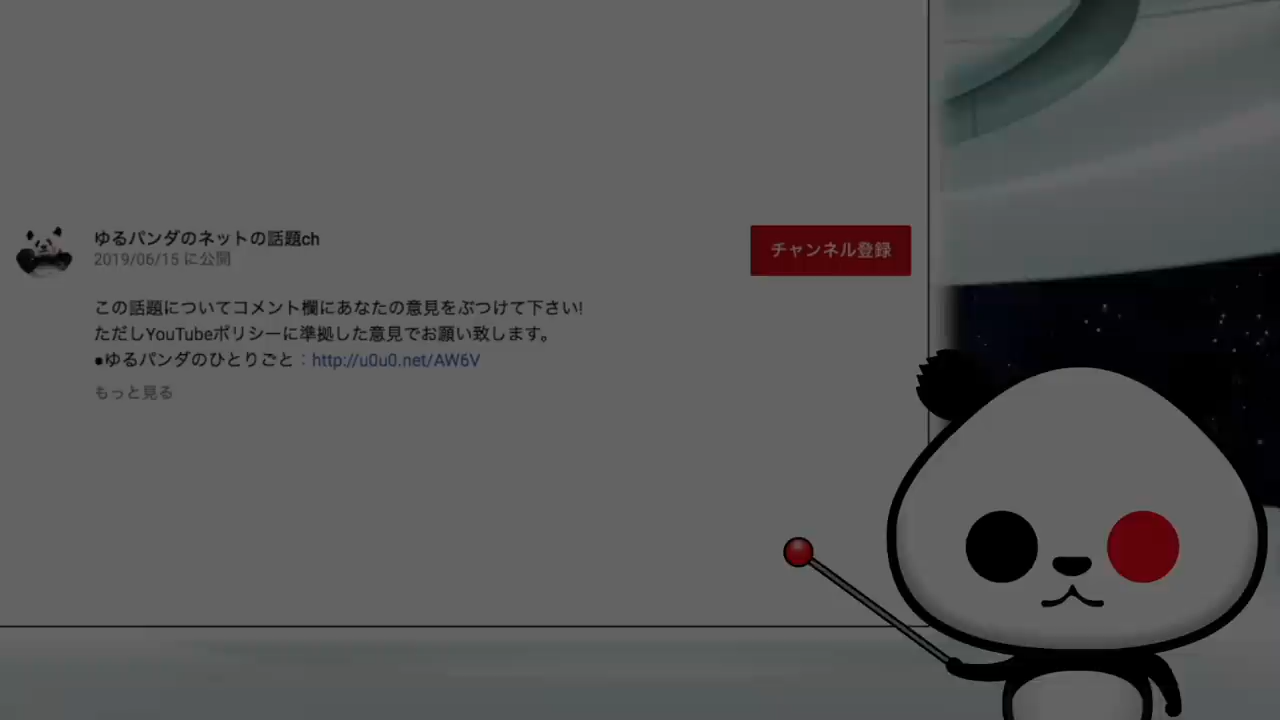 ゆるパンダのネットの話題ch
2019/06/15 に公開
チャンネル登録
この話題についてコメント欄にあなたの意見をぶつけて下さい!
ただしYouTubeポリシーに準拠した意見でお願い致します。
●ゆるパンダのひとりごと：http://u0u0.net/AW6V
もっと見る